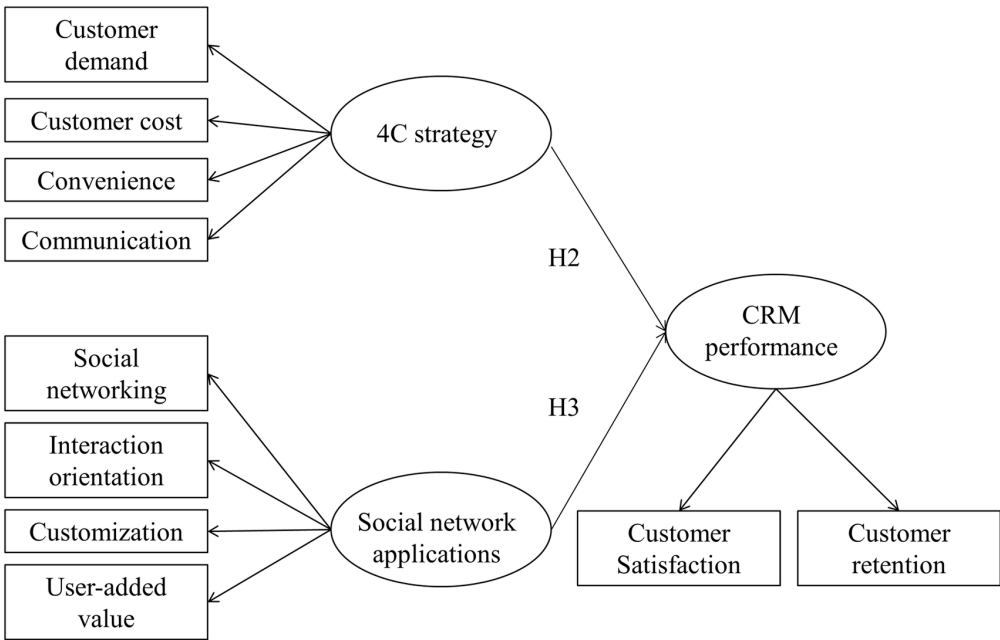 Customer
demand
Customer cost
Convenience
Communication
4C strategy
H2
CRM
performance
Social
networking
Interaction
orientation
Customization
User-added
value
H3
Social network
applications
Customer
Satisfaction
Customer
retention